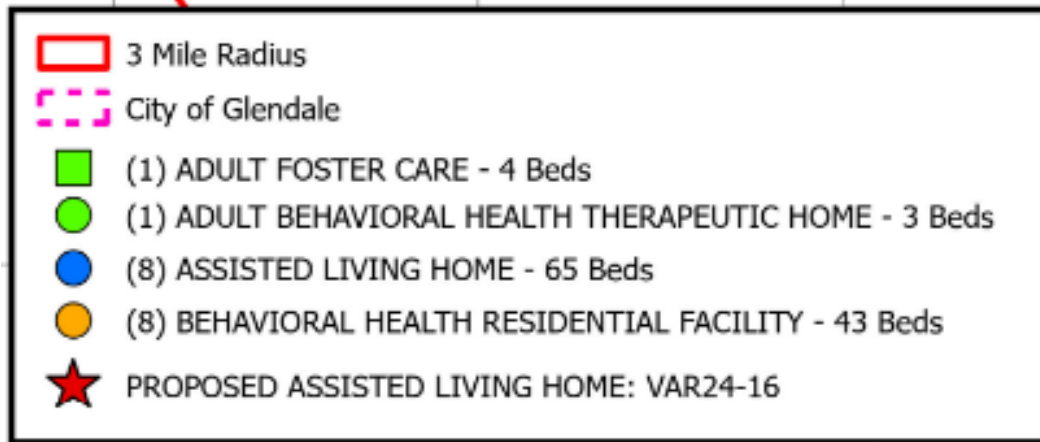 3 Mile Radius
City of Glendale
(1) ADULT FOSTER CARE - 4 Beds
(1) ADULT BEHAVIORAL HEALTH THERAPEUTIC HOME - 3 Beds
(8) ASSISTED LIVING HOME - 65 Beds
(8) BEHAVIORAL HEALTH RESIDENTIAL FACILITY - 43 Beds
PROPOSED ASSISTED LIVING HOME: VAR24-16